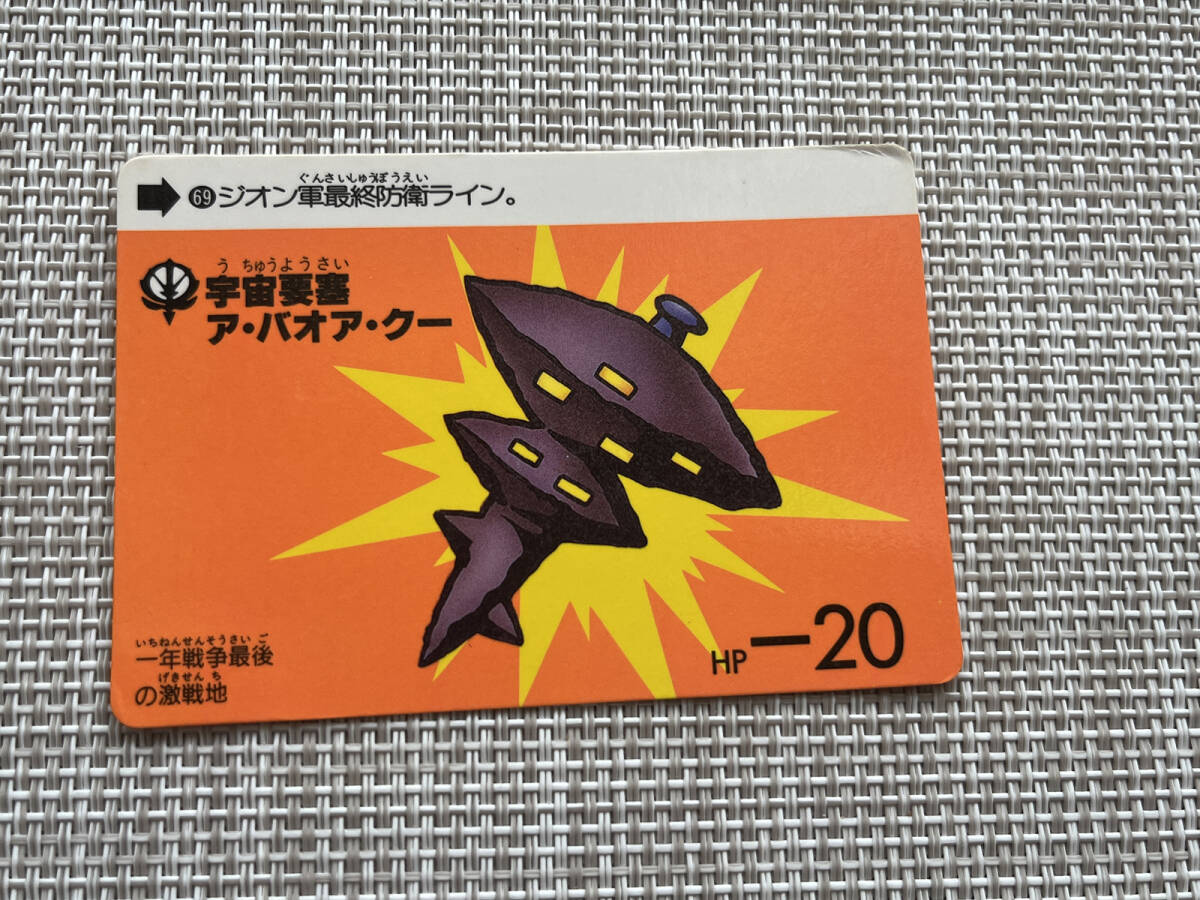 ぐんさいしゅうぼうえい
➡ 69 ジオン軍最終防衛ライン。
うちゅうようさい
宇宙要塞
ア・バオア・クー
いちねんせんそうさいご
一年戦争最後
げきせんち
の激戦地
HP －20